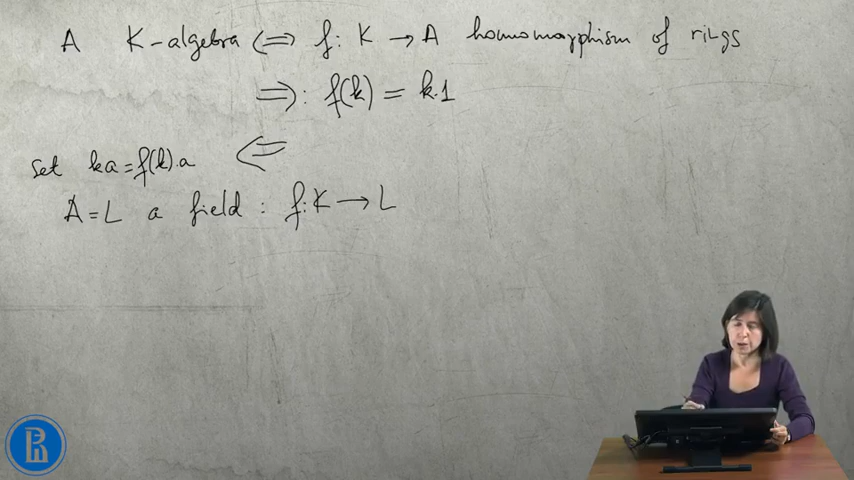 A K-algebra ⟺ f: K → A homomorphism of rings
⟹: f(k) = k.1
set ka = f(k).a ⟸
A = L a field : f: K → L